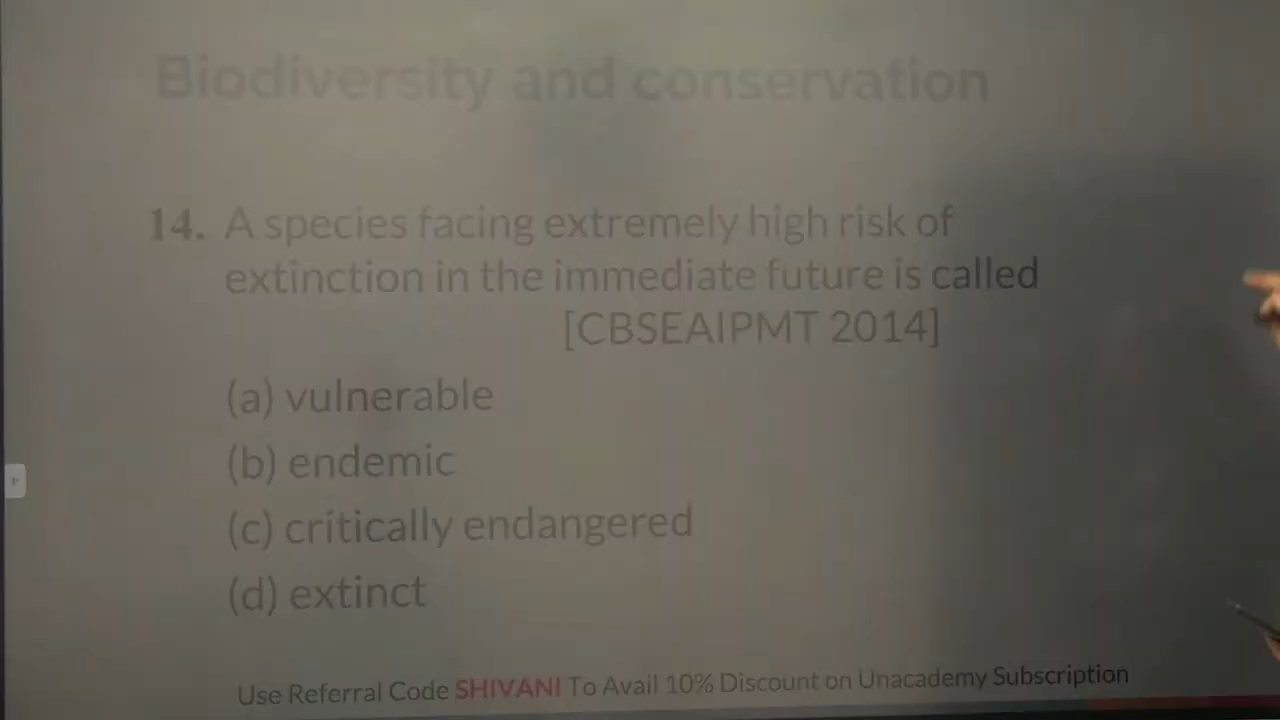 Biodiversity and conservation
14. A species facing extremely high risk of
extinction in the immediate future is called
[CBSEAIPMT 2014]
(a) vulnerable
(b) endemic
(c) critically endangered
(d) extinct
Use Referral Code SHIVANI To Avail 10% Discount on Unacademy Subscription